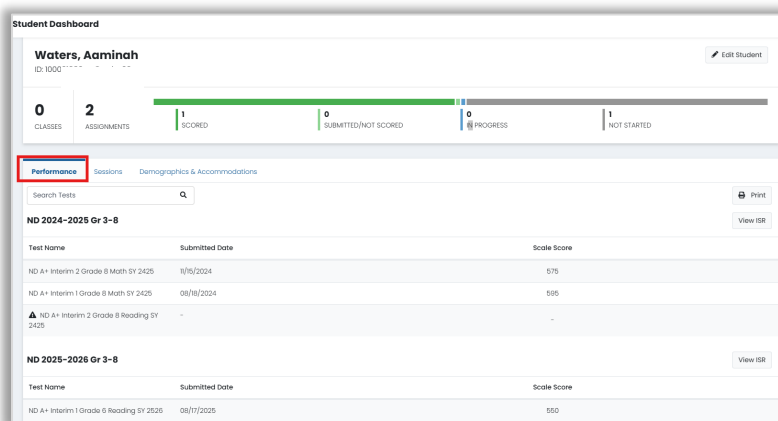 Student Dashboard
Waters, Aaminah
Edit Student
ID: 1000
0
CLASSES
2
ASSIGNMENTS
1
SCORED
0
SUBMITTED/NOT SCORED
0
IN PROGRESS
1
NOT STARTED
Performance Sessions Demographics & Accommodations
Search Tests
Print
ND 2024-2025 Gr 3-8
View ISR
Test Name Submitted Date Scale Score
ND A+ Interim 2 Grade 8 Math SY 2425 11/15/2024 575
ND A+ Interim 1 Grade 8 Math SY 2425 08/18/2024 595
ND A+ Interim 2 Grade 8 Reading SY - -
2425
ND 2025-2026 Gr 3-8
View ISR
Test Name Submitted Date Scale Score
ND A+ Interim 1 Grade 6 Reading SY 2526 08/17/2025 550